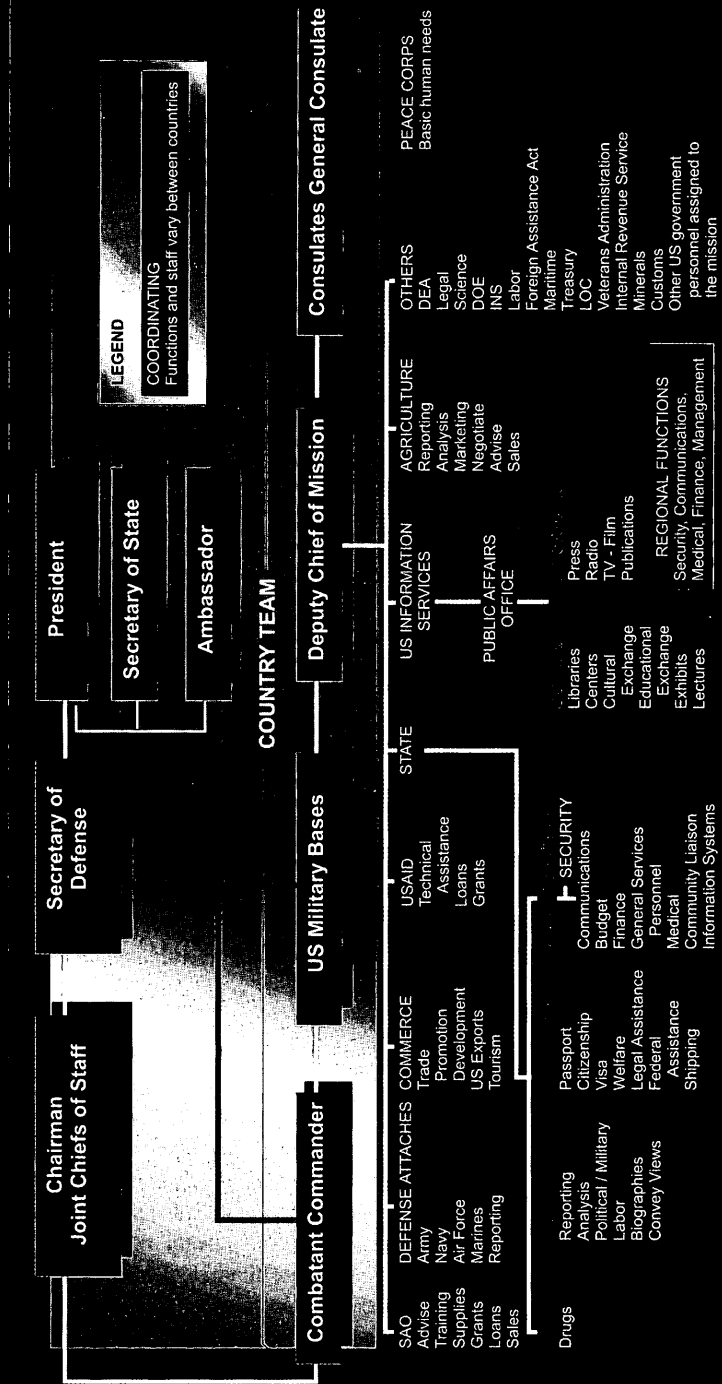 Chairman
Joint Chiefs of Staff
Secretary of
Defense
President
Secretary of State
Ambassador
LEGEND
COORDINATING
Functions and staff vary between countries
COUNTRY TEAM
Combatant Commander
US Military Bases
Deputy Chief of Mission
Consulates General Consulate
SAO
Advise
Training
Supplies
Grants
Loans
Sales
DEFENSE ATTACHES
Army
Navy
Air Force
Marines
Reporting
COMMERCE
Trade
Promotion
Development
US Exports
Tourism
USAID
Technical
Assistance
Loans
Grants
STATE
US INFORMATION
SERVICES
PUBLIC AFFAIRS
OFFICE
AGRICULTURE
Reporting
Analysis
Marketing
Negotiate
Advise
Sales
OTHERS
DEA
Legal
Science
DOE
INS
Labor
Foreign Assistance Act
Maritime
Treasury
LOC
Veterans Administration
Internal Revenue Service
Minerals
Customs
Other US government
personnel assigned to
the mission
PEACE CORPS
Basic human needs
Drugs
Reporting
Analysis
Political / Military
Labor
Biographies
Convey Views
Passport
Citizenship
Visa
Welfare
Legal Assistance
Federal
Assistance
Shipping
SECURITY
Communications
Budget
Finance
General Services
Personnel
Medical
Community Liaison
Information Systems
Libraries
Centers
Cultural
Exchange
Educational
Exchange
Exhibits
Lectures
Press
Radio
TV - Film
Publications
REGIONAL FUNCTIONS
Security, Communications,
Medical, Finance, Management